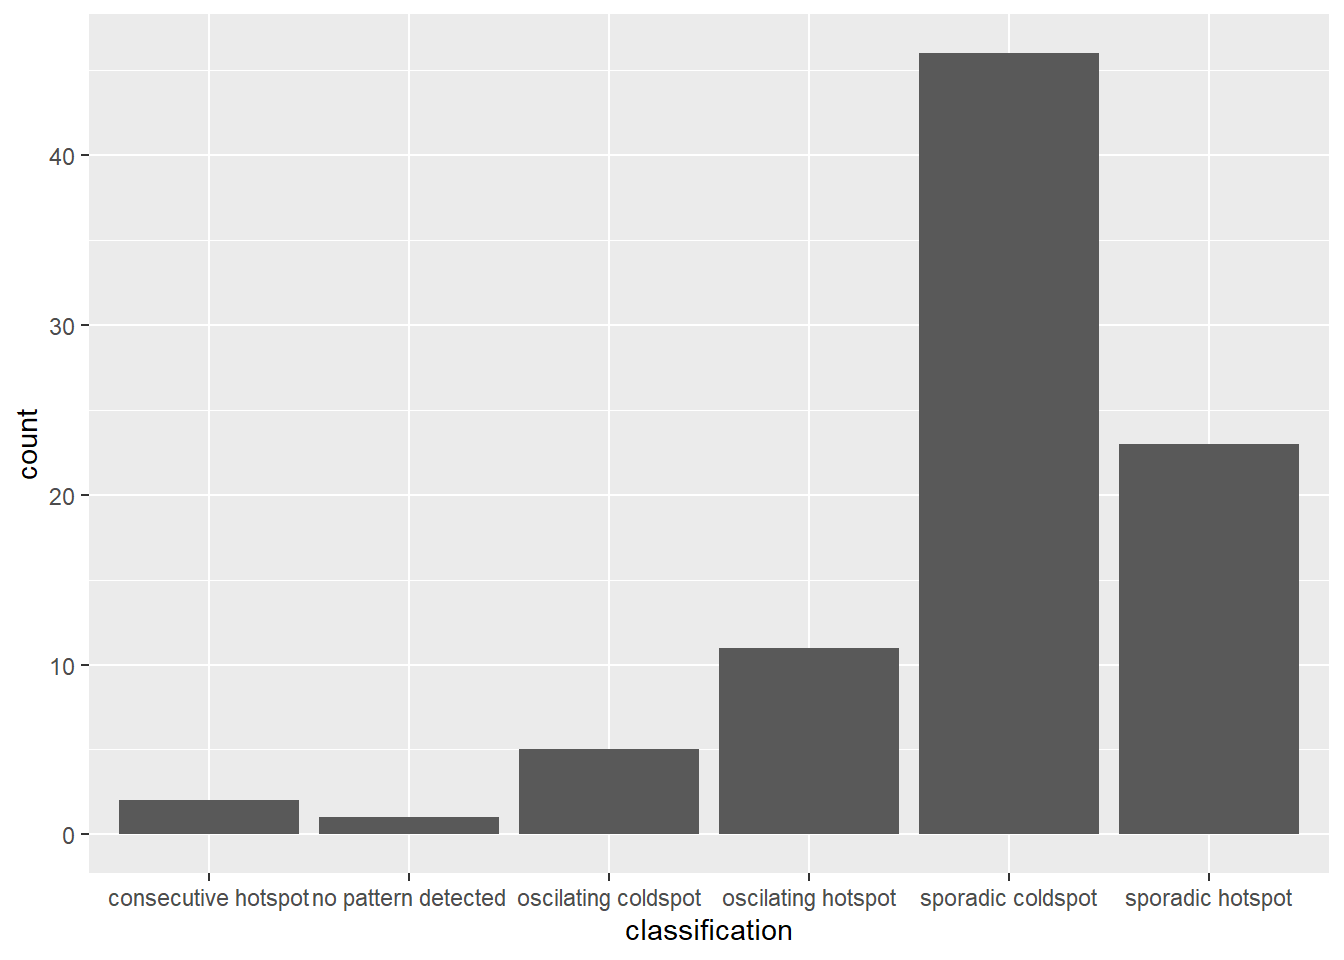 40
30
20
10
0
count
consecutive hotspot no pattern detected oscilating coldspot oscilating hotspot sporadic coldspot sporadic hotspot
classification